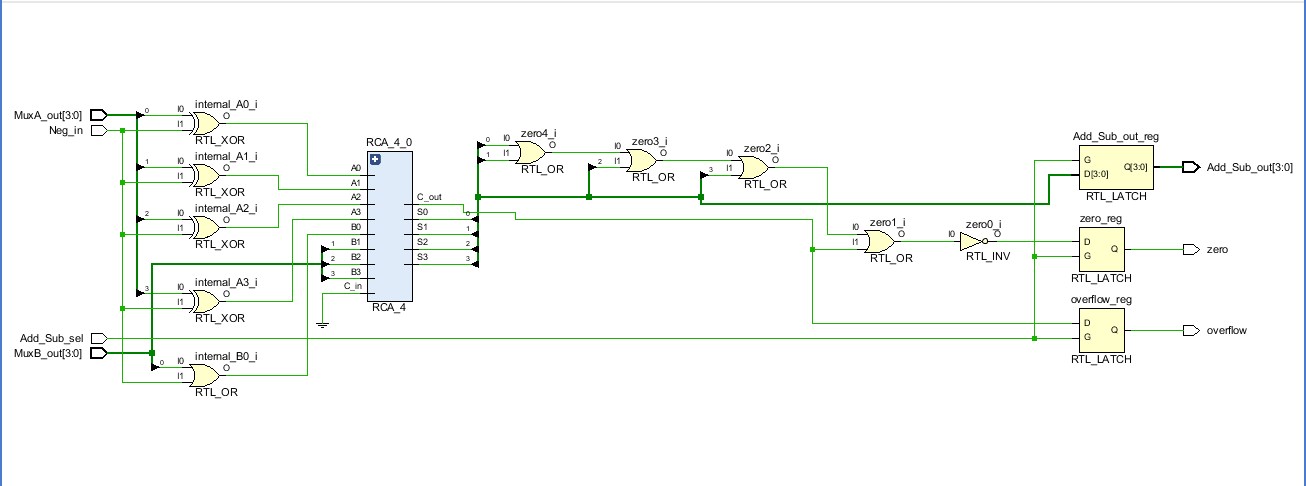 MuxA_out[3:0]
Neg_in
0
I0
I1
internal_A0_i
O
RTL_XOR
1
I0
I1
internal_A1_i
O
RTL_XOR
2
I0
I1
internal_A2_i
O
RTL_XOR
3
I0
I1
internal_A3_i
O
RTL_XOR
Add_Sub_sel
MuxB_out[3:0]
0
I0
I1
internal_B0_i
O
RTL_OR
RCA_4_0
A0
A1
A2
A3
B0
1
B1
2
B2
3
B3
C_in
C_out
S0
0
S1
1
S2
2
S3
3
RCA_4
0
1
I0
I1
zero4_i
O
RTL_OR
2
I0
I1
zero3_i
O
RTL_OR
3
I0
I1
zero2_i
O
RTL_OR
I0
I1
zero1_i
O
RTL_OR
I0
zero0_i
O
RTL_INV
Add_Sub_out_reg
G
D[3:0]
Q[3:0]
RTL_LATCH
Add_Sub_out[3:0]
zero_reg
D
G
Q
RTL_LATCH
zero
overflow_reg
D
G
Q
RTL_LATCH
overflow